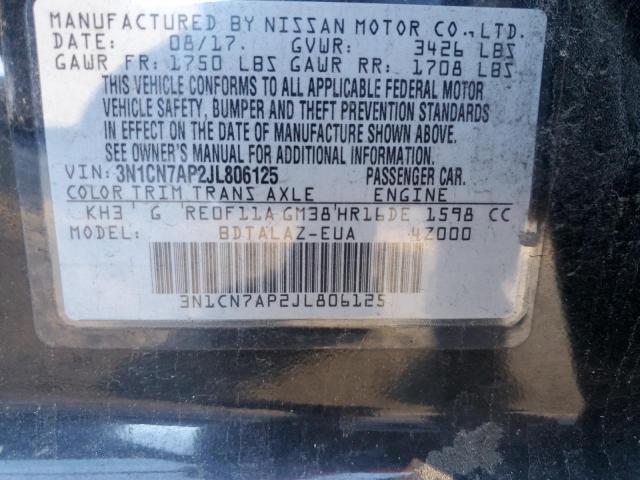 MANUFACTURED BY NISSAN MOTOR CO., LTD.
DATE: 08/17. GVWR: 3426 LBS
GAWR FR: 1750 LBS GAWR RR: 1708 LBS
THIS VEHICLE CONFORMS TO ALL APPLICABLE FEDERAL MOTOR
VEHICLE SAFETY, BUMPER AND THEFT PREVENTION STANDARDS
IN EFFECT ON THE DATE OF MANUFACTURE SHOWN ABOVE.
SEE OWNER'S MANUAL FOR ADDITIONAL INFORMATION.
VIN: 3N1CN7AP2JL806125 PASSENGER CAR.
COLOR TRIM TRANS AXLE ENGINE
KH3 G RE0F11A GM38 HR16DE 1598 CC
MODEL: BDTALAZ-EUA 4Z000
3N1CN7AP2JL806125